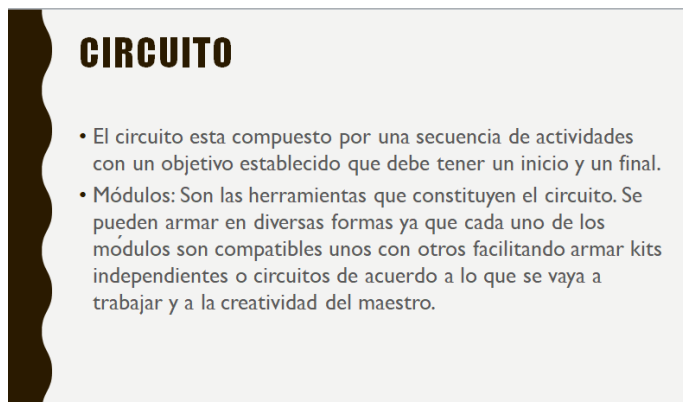 CIRCUITO
• El circuito esta compuesto por una secuencia de actividades
con un objetivo establecido que debe tener un inicio y un final.
• Módulos: Son las herramientas que constituyen el circuito. Se
pueden armar en diversas formas ya que cada uno de los
módulos son compatibles unos con otros facilitando armar kits
independientes o circuitos de acuerdo a lo que se vaya a
trabajar y a la creatividad del maestro.